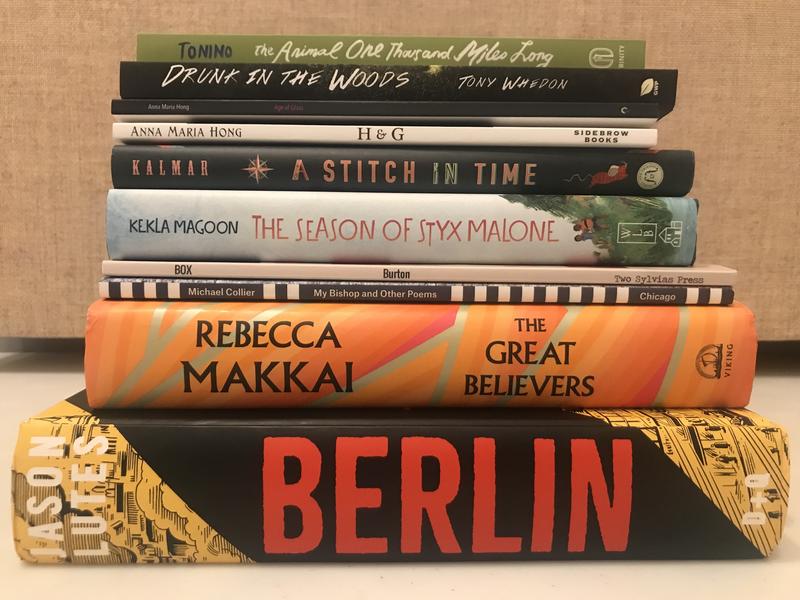 TONINO The Animal One Thousand Miles Long TRINITY
DRUNK IN THE WOODS TONY WHEDON GWP
Anna Maria Hong Age of Glass
ANNA MARIA HONG H & G SIDEBROW BOOKS
KALMAR A STITCH IN TIME
KEKLA MAGOON THE SEASON OF STYX MALONE WLB
BOX Burton Two Sylvias Press
Michael Collier My Bishop and Other Poems Chicago
REBECCA MAKKAI THE GREAT BELIEVERS VIKING
JASON LUTES BERLIN D+Q